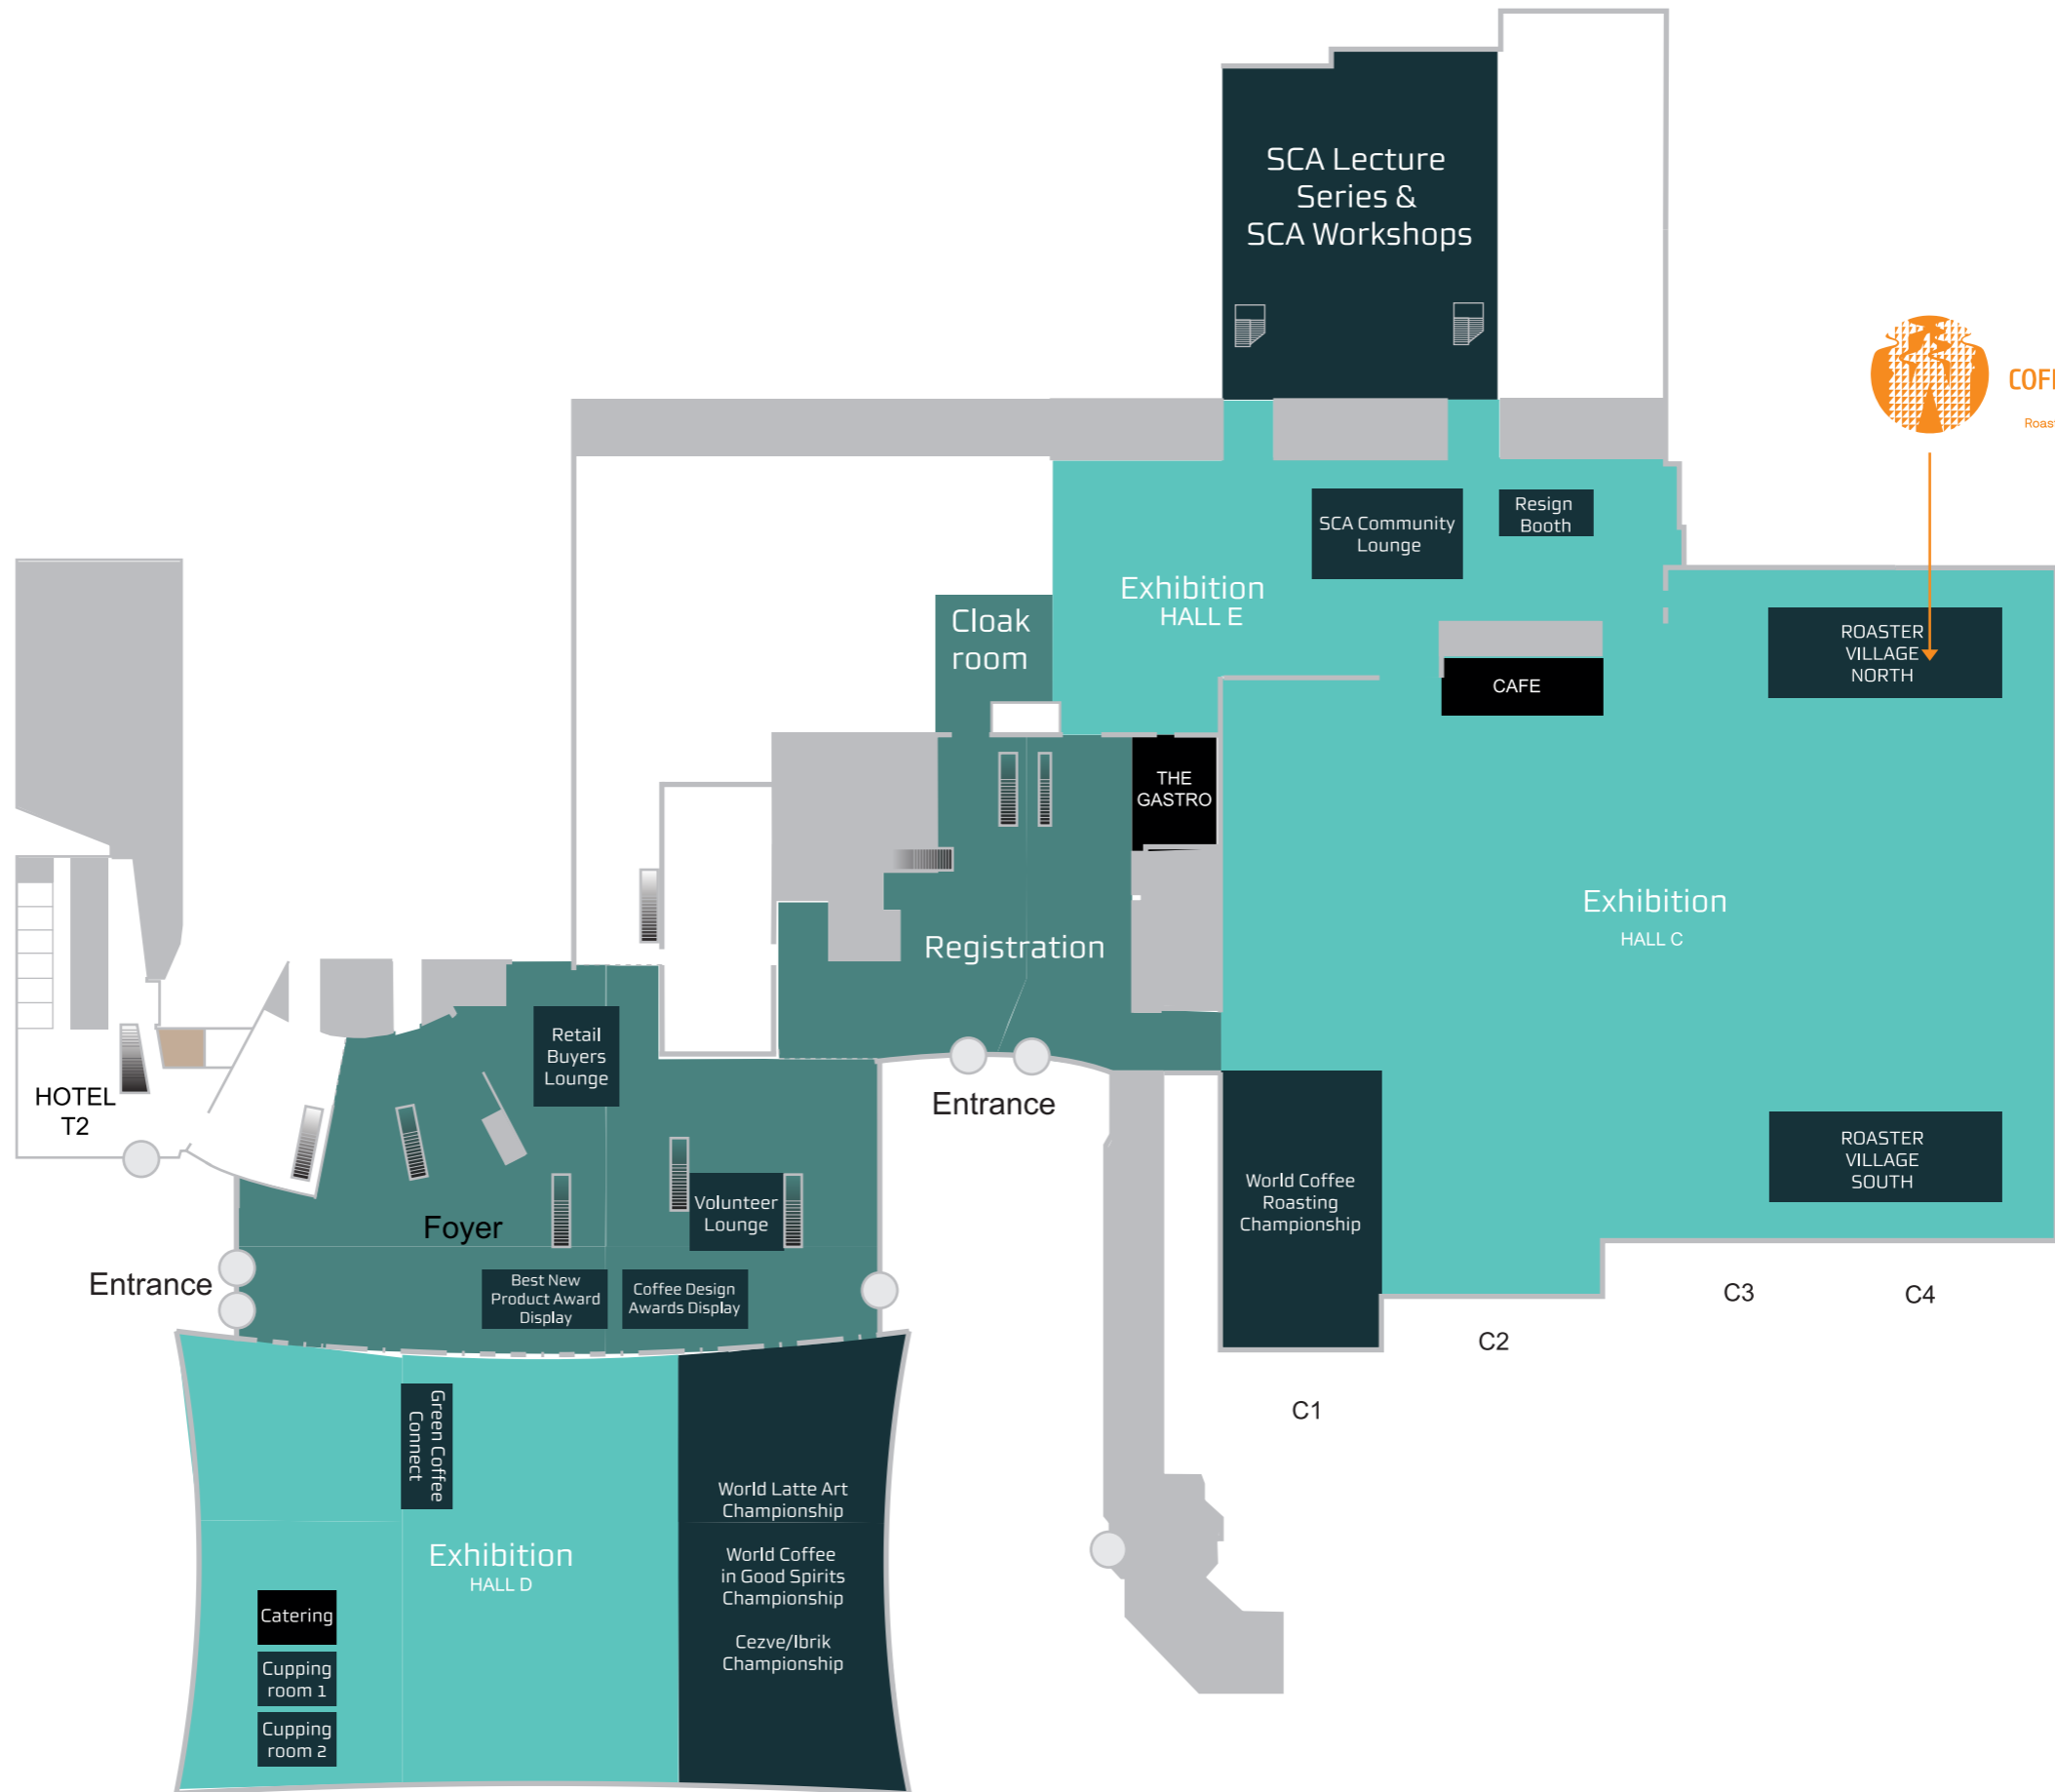 SCA Lecture
Series &
SCA Workshops
COF
Roast
SCA Community
Lounge
Resign
Booth
Exhibition
HALL E
Cloak
room
ROASTER
VILLAGE
NORTH
CAFE
THE
GASTRO
Exhibition
HALL C
Registration
Retail
Buyers
Lounge
HOTEL
T2
Entrance
ROASTER
VILLAGE
SOUTH
World Coffee
Roasting
Championship
Volunteer
Lounge
Foyer
Entrance
Best New
Product Award
Display
Coffee Design
Awards Display
C3
C4
C2
C1
Green Coffee
Connect
World Latte Art
Championship
Exhibition
HALL D
World Coffee
in Good Spirits
Championship
Catering
Cezve/Ibrik
Championship
Cupping
room 1
Cupping
room 2